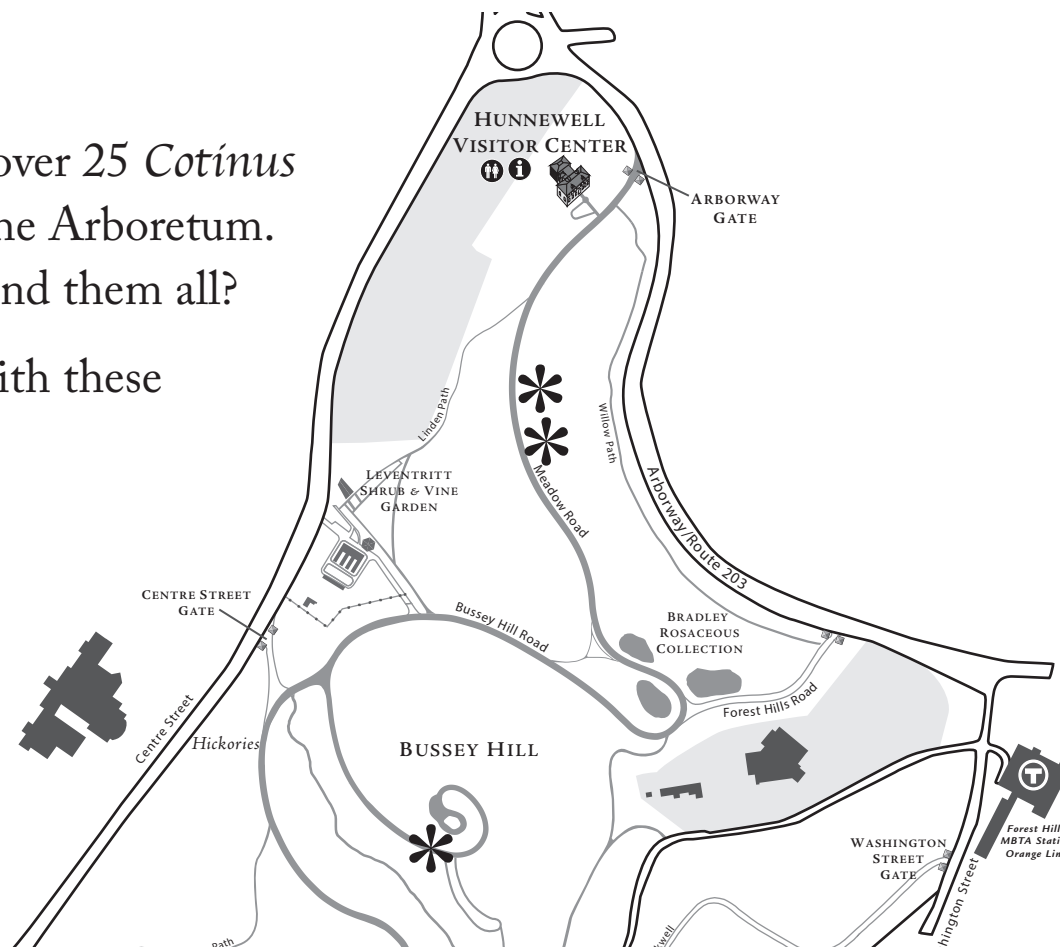 over 25 Cotinus
he Arboretum.
nd them all?
ith these
HUNNEWELL
VISITOR CENTER
ARBORWAY
GATE
Linden Path
Willow Path
LEVENTRITT
SHRUB & VINE
GARDEN
Meadow Road
Arborway/Route 203
CENTRE STREET
GATE
Bussey Hill Road
BRADLEY
ROSACEOUS
COLLECTION
Centre Street
Hickories
Forest Hills Road
BUSSEY HILL
T
Forest Hill
MBTA Stati
Orange Lin
WASHINGTON
STREET
GATE
hington Street
Path
kwell